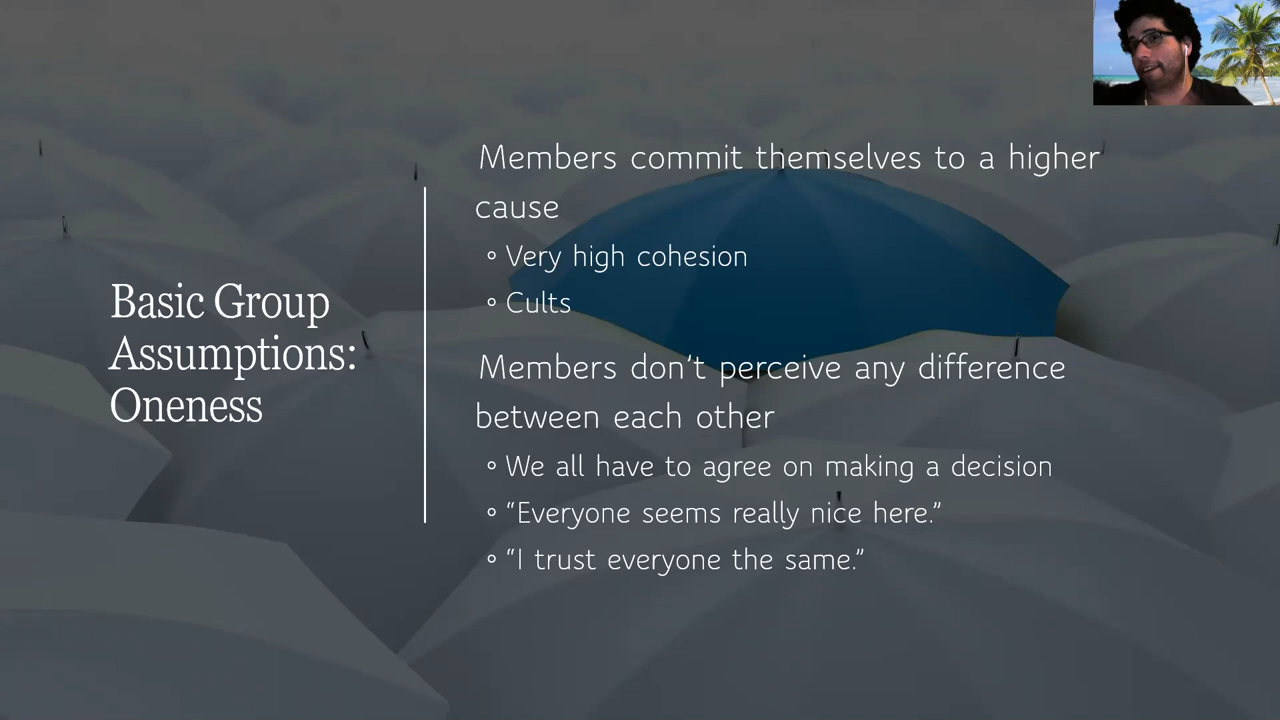 Basic Group
Assumptions:
Oneness
Members commit themselves to a higher
cause
◦ Very high cohesion
◦ Cults
Members don’t perceive any difference
between each other
◦ We all have to agree on making a decision
◦ “Everyone seems really nice here.”
◦ “I trust everyone the same.”